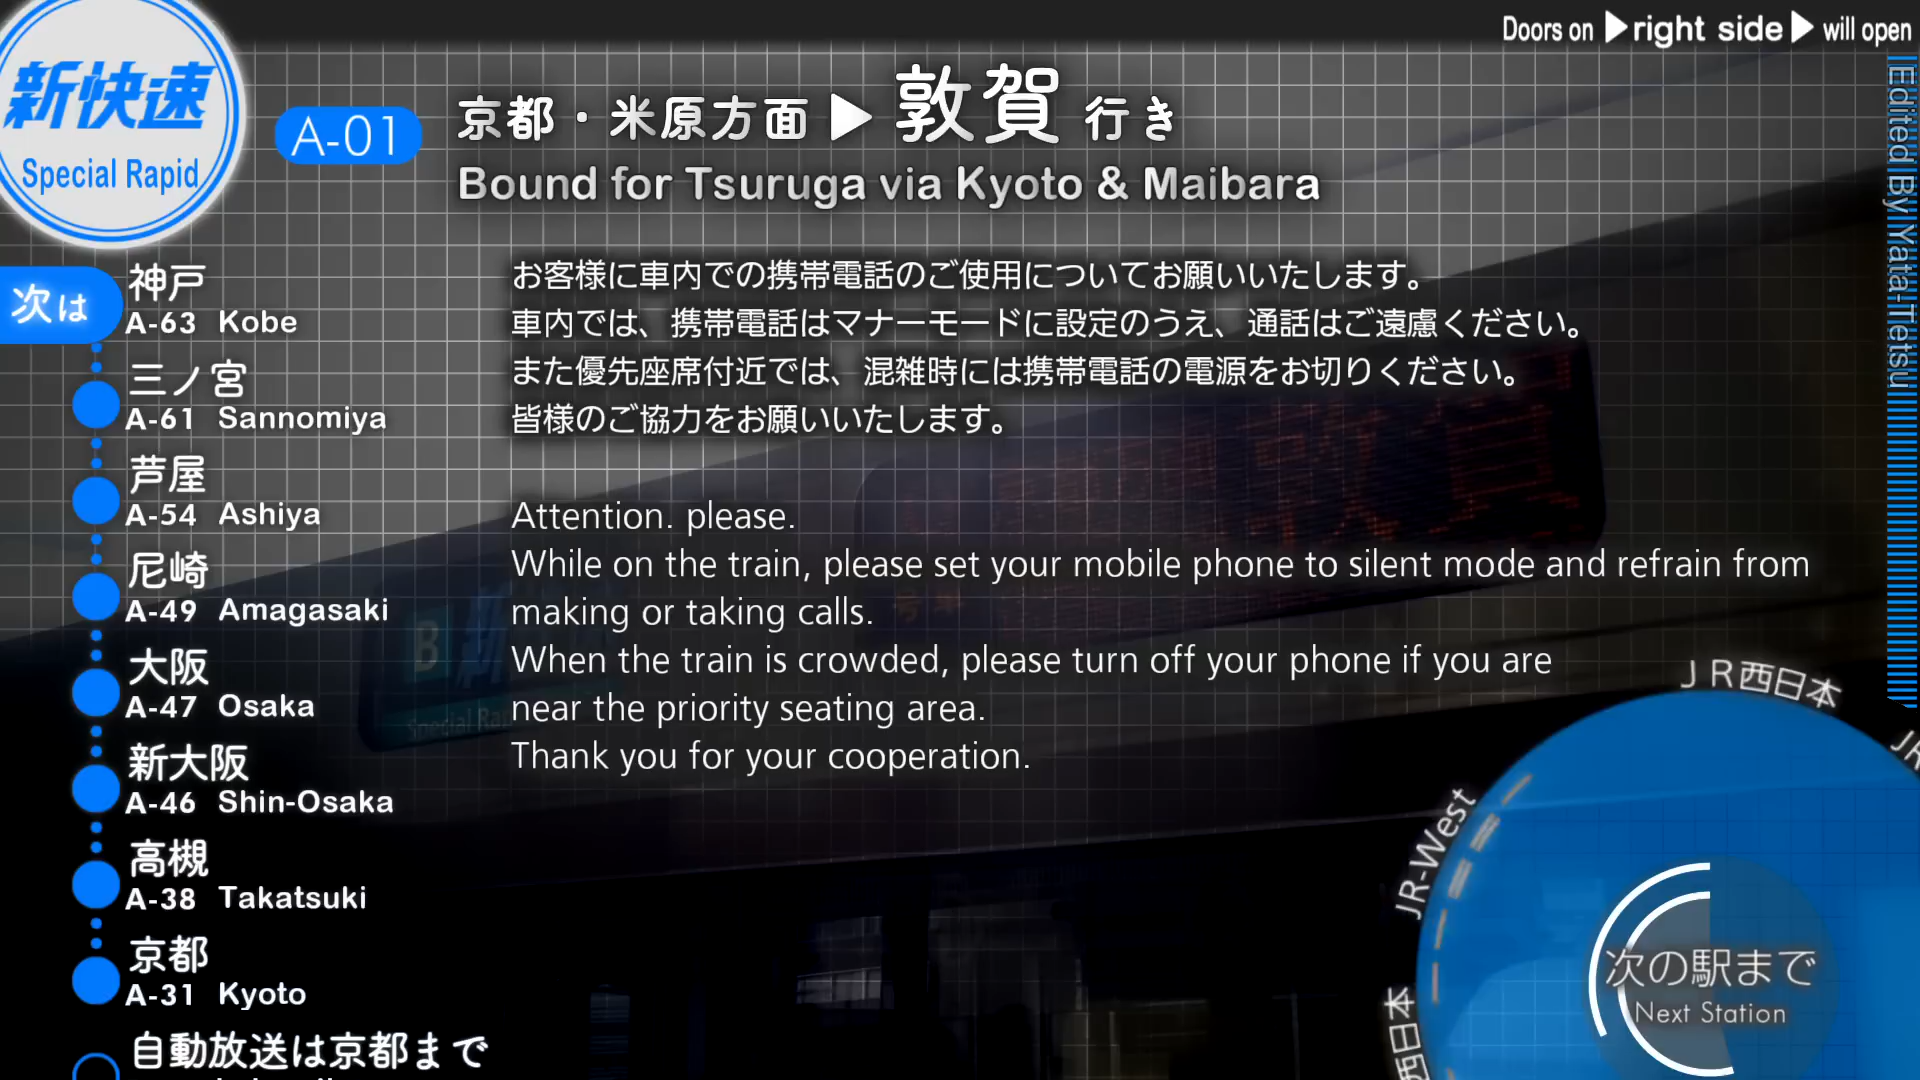 Doors on ▶right side▶ will open
新快速
Special Rapid
A-01
京都・米原方面 ▶ 敦賀 行き
Bound for Tsuruga via Kyoto & Maibara
Edited By Yata-Tetsu
次は
神戸
A-63 Kobe
三ノ宮
A-61 Sannomiya
芦屋
A-54 Ashiya
尼崎
A-49 Amagasaki
大阪
A-47 Osaka
新大阪
A-46 Shin-Osaka
高槻
A-38 Takatsuki
京都
A-31 Kyoto
自動放送は京都まで
お客様に車内での携帯電話のご使用についてお願いいたします。
車内では、携帯電話はマナーモードに設定のうえ、通話はご遠慮ください。
また優先座席付近では、混雑時には携帯電話の電源をお切りください。
皆様のご協力をお願いいたします。
Attention. please.
While on the train, please set your mobile phone to silent mode and refrain from
making or taking calls.
When the train is crowded, please turn off your phone if you are
near the priority seating area.
Thank you for your cooperation.
敦賀
B 新
Special Rap
JR西日本
JR
JR-West
西日本
次の駅まで
Next Station